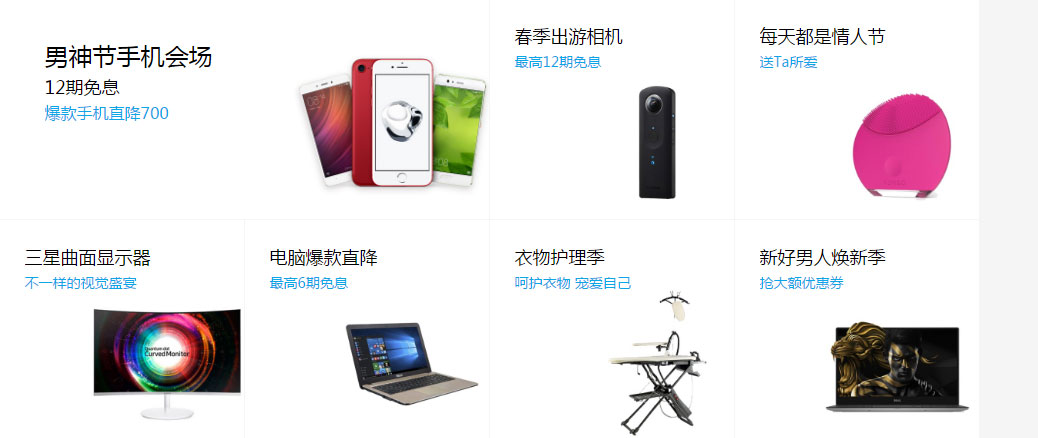 男神节手机会场
12期免息
爆款手机直降700
春季出游相机
最高12期免息
每天都是情人节
送Ta所爱
三星曲面显示器
不一样的视觉盛宴
Quantum dot
Curved Monitor
电脑爆款直降
最高6期免息
衣物护理季
呵护衣物 宠爱自己
新好男人焕新季
抢大额优惠券